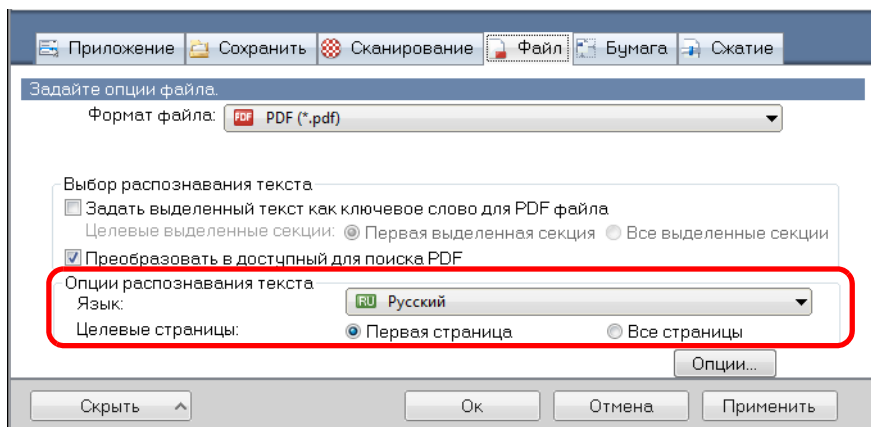 Приложение Сохранить Сканирование Файл Бумага Сжатие
Задайте опции файла.
Формат файла: PDF PDF (*.pdf)
Выбор распознавания текста
Задать выделенный текст как ключевое слово для PDF файла
Целевые выделенные секции: Первая выделенная секция Все выделенные секции
Преобразовать в доступный для поиска PDF
Опции распознавания текста
Язык: RU Русский
Целевые страницы: Первая страница Все страницы
Опции...
Скрыть Ок Отмена Применить